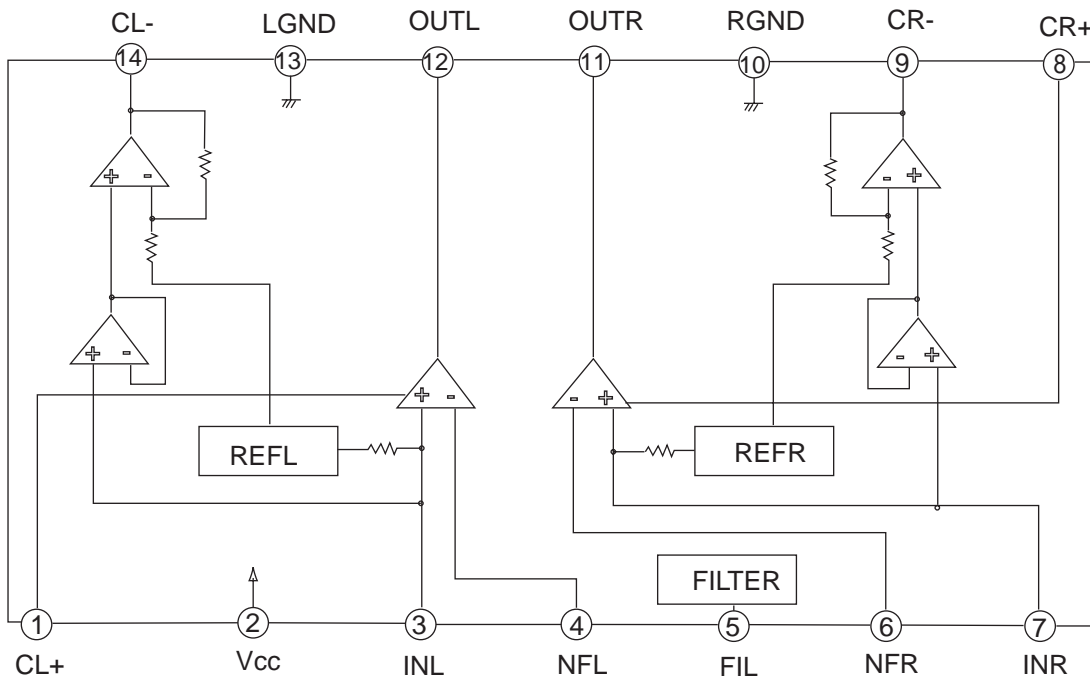 CL- LGND OUTL OUTR RGND CR- CR+
14 13 12 11 10 9 8
+ - - +
+ - - +
+ - - +
REFL REFR
FILTER
1 2 3 4 5 6 7
CL+ Vcc INL NFL FIL NFR INR